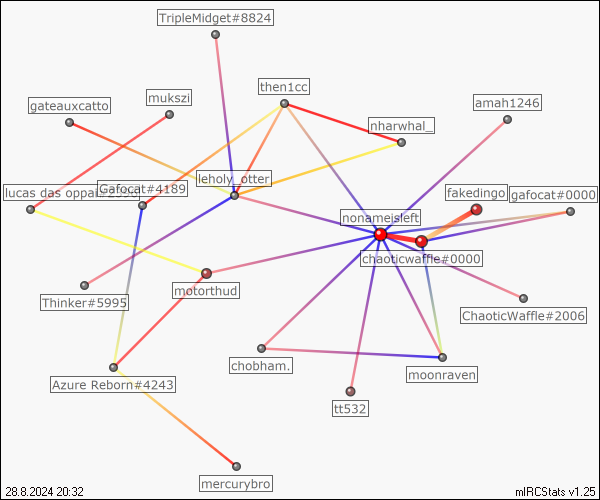 TripleMidget#8824
then1cc
mukszi
gateauxcatto
amah1246
nharwhal_
leholy_otter
lucas das oppai
Gafocat#4189
fakedingo
gafocat#0000
nonameisleft
chaoticwaffle#0000
motorthud
Thinker#5995
ChaoticWaffle#2006
chobham.
moonraven
Azure Reborn#4243
tt532
mercurybro
28.8.2024 20:32
mIRCStats v1.25